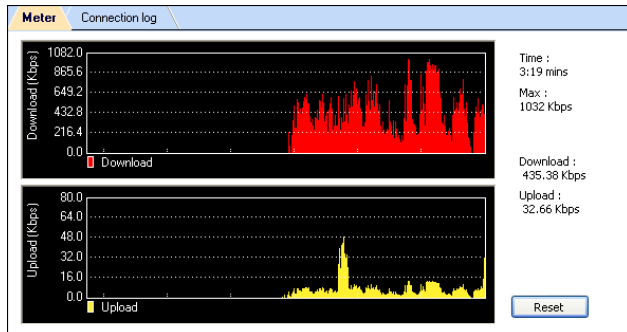 Meter
Connection log
Download (Kbps)
1082.0
865.6
649.2
432.8
216.4
0.0
Download
Time :
3:19 mins
Max :
1032 Kbps
Download :
435.38 Kbps
Upload (Kbps)
80.0
64.0
48.0
32.0
16.0
0.0
Upload
Upload :
32.66 Kbps
Reset